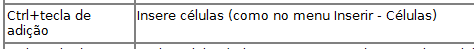 Ctrl+tecla de adição
Insere células (como no menu Inserir - Células)